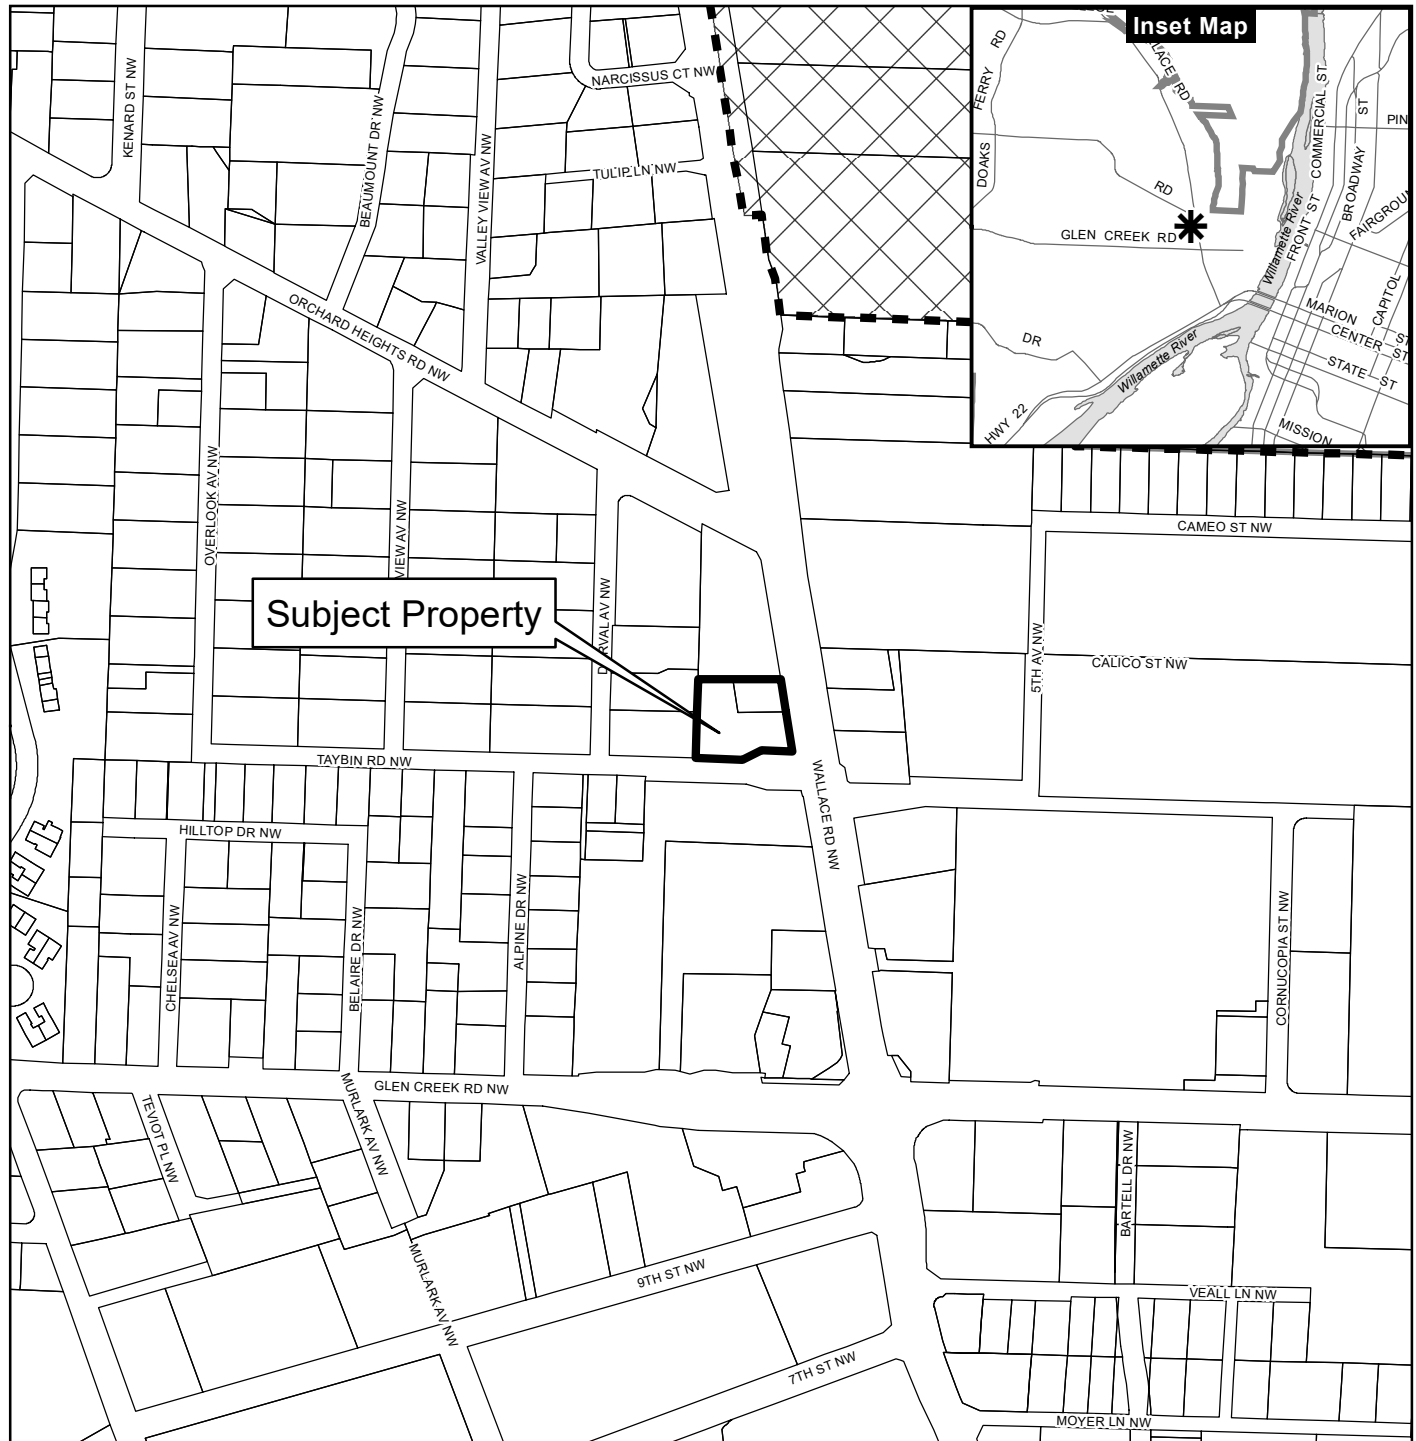 Inset Map
WALLACE RD
DOAKS FERRY RD
RD
GLEN CREEK RD
DR
HWY 22
Willamette River
Willamette River
FRONT ST
COMMERCIAL ST
BROADWAY ST
PIN
CAPITOL
MARION ST
CENTER ST
STATE ST
MISSION
KENARD ST NW
BEAUMOUNT DR NW
VALLEY VIEW AV NW
NARCISSUS CT NW
TULIP LN NW
ORCHARD HEIGHTS RD NW
OVERLOOK AV NW
VIEW AV NW
CAMEO ST NW
Subject Property
5TH AV NW
CALICO ST NW
TAYBIN RD NW
WALLACE RD NW
HILLTOP DR NW
CHELSEA AV NW
BELAIRE DR NW
ALPINE DR NW
CORNUCOPIA ST NW
GLEN CREEK RD NW
TEVIOT PL NW
MURLARK AV NW
BARTELL DR NW
MURLARK AV NW
9TH ST NW
VEALL LN NW
7TH ST NW
MOYER LN NW